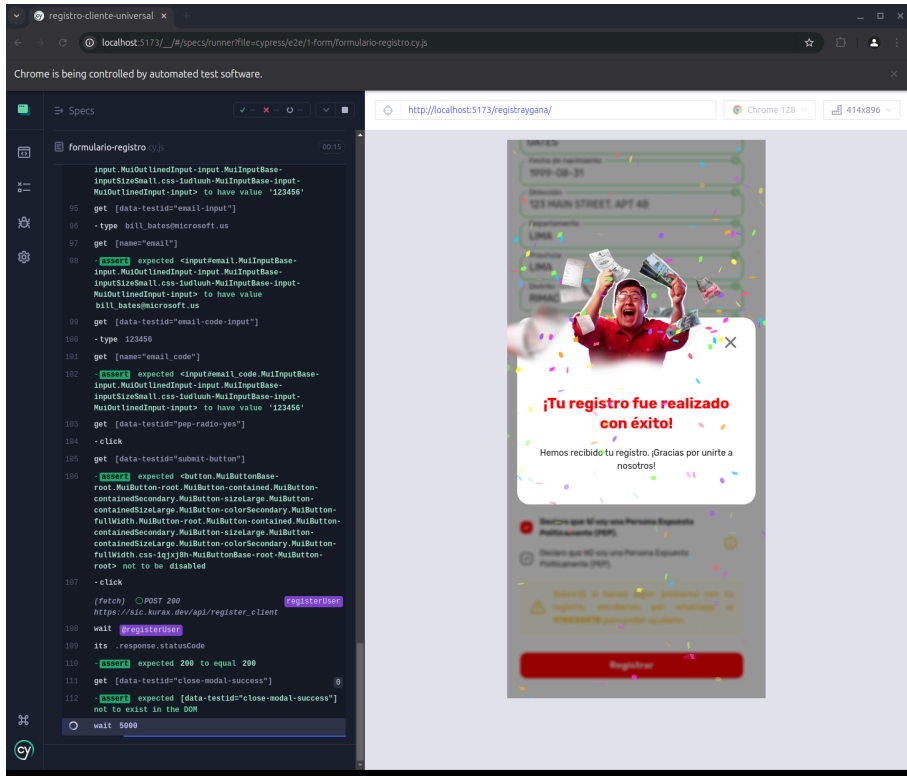 registro-cliente-universal
localhost:5173/__/#/specs/runner?file=cypress/e2e/1-form/formulario-registro.cy.js
Chrome is being controlled by automated test software.
Specs
formulario-registro cy.js 00:15
input.MuiOutlinedInput-input.MuiInputBase-
inputSizeSmall.css-1udluuh-MuiInputBase-input-
MuiOutlinedInput-input> to have value '123456'
95 get [data-testid="email-input"]
96 -type bill_bates@microsoft.us
97 get [name="email"]
98 -assert expected <input#email.MuiInputBase-
input.MuiOutlinedInput-input.MuiInputBase-
inputSizeSmall.css-1udluuh-MuiInputBase-input-
MuiOutlinedInput-input> to have value
bill_bates@microsoft.us
99 get [data-testid="email-code-input"]
100 -type 123456
101 get [name="email_code"]
102 -assert expected <input#email_code.MuiInputBase-
input.MuiOutlinedInput-input.MuiInputBase-
inputSizeSmall.css-1udluuh-MuiInputBase-input-
MuiOutlinedInput-input> to have value '123456'
103 get [data-testid="pep-radio-yes"]
104 -click
105 get [data-testid="submit-button"]
106 -assert expected <button.MuiButtonBase-
root.MuiButton-root.MuiButton-contained.MuiButton-
containedSecondary.MuiButton-sizeLarge.MuiButton-
containedSizeLarge.MuiButton-colorSecondary.MuiButton-
fullWidth.MuiButton-root.MuiButton-contained.MuiButton-
containedSecondary.MuiButton-sizeLarge.MuiButton-
containedSizeLarge.MuiButton-colorSecondary.MuiButton-
fullWidth.css-1qjxj8h-MuiButtonBase-root-MuiButton-
root> not to be disabled
107 -click
(fetch) POST 200 registerUser
https://sic.kurax.dev/api/register_client
108 wait @registerUser
109 its .response.statusCode
110 -assert expected 200 to equal 200
111 get [data-testid="close-modal-success"] 0
112 -assert expected [data-testid="close-modal-success"]
not to exist in the DOM
wait 5000
cy
http://localhost:5173/registraygana/
Chrome 128
414x896
GATES
Fecha de nacimiento
1999-08-31
Dirección
123 MAIN STREET. APT 4B
Departamento
LIMA
Provincia
LIMA
Distrito
RIMAC
¡Tu registro fue realizado
con éxito!
Hemos recibido tu registro. ¡Gracias por unirte a
nosotros!
Declaro que SÍ soy una Persona Expuesta
Políticamente (PEP).
Declaro que NO soy una Persona Expuesta
Políticamente (PEP).
registro, escríbenos por whatsapp al
para poder ayudarte.
Registrar